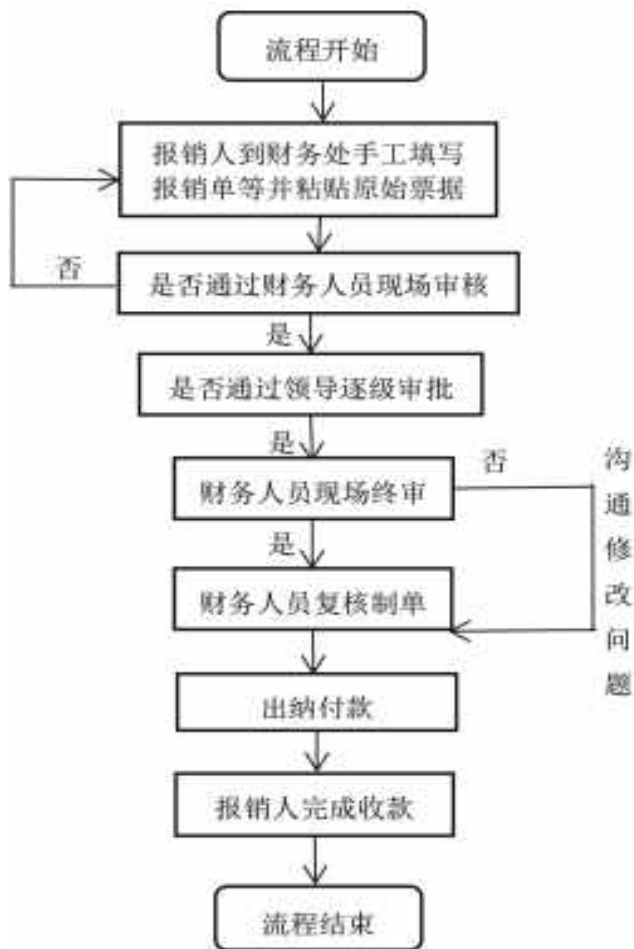 流程开始
报销人到财务处手工填写
报销单等并粘贴原始票据
否
是否通过财务人员现场审核
是
是否通过领导逐级审批
是
财务人员现场终审
否
沟通修改问题
是
财务人员复核制单
出纳付款
报销人完成收款
流程结束